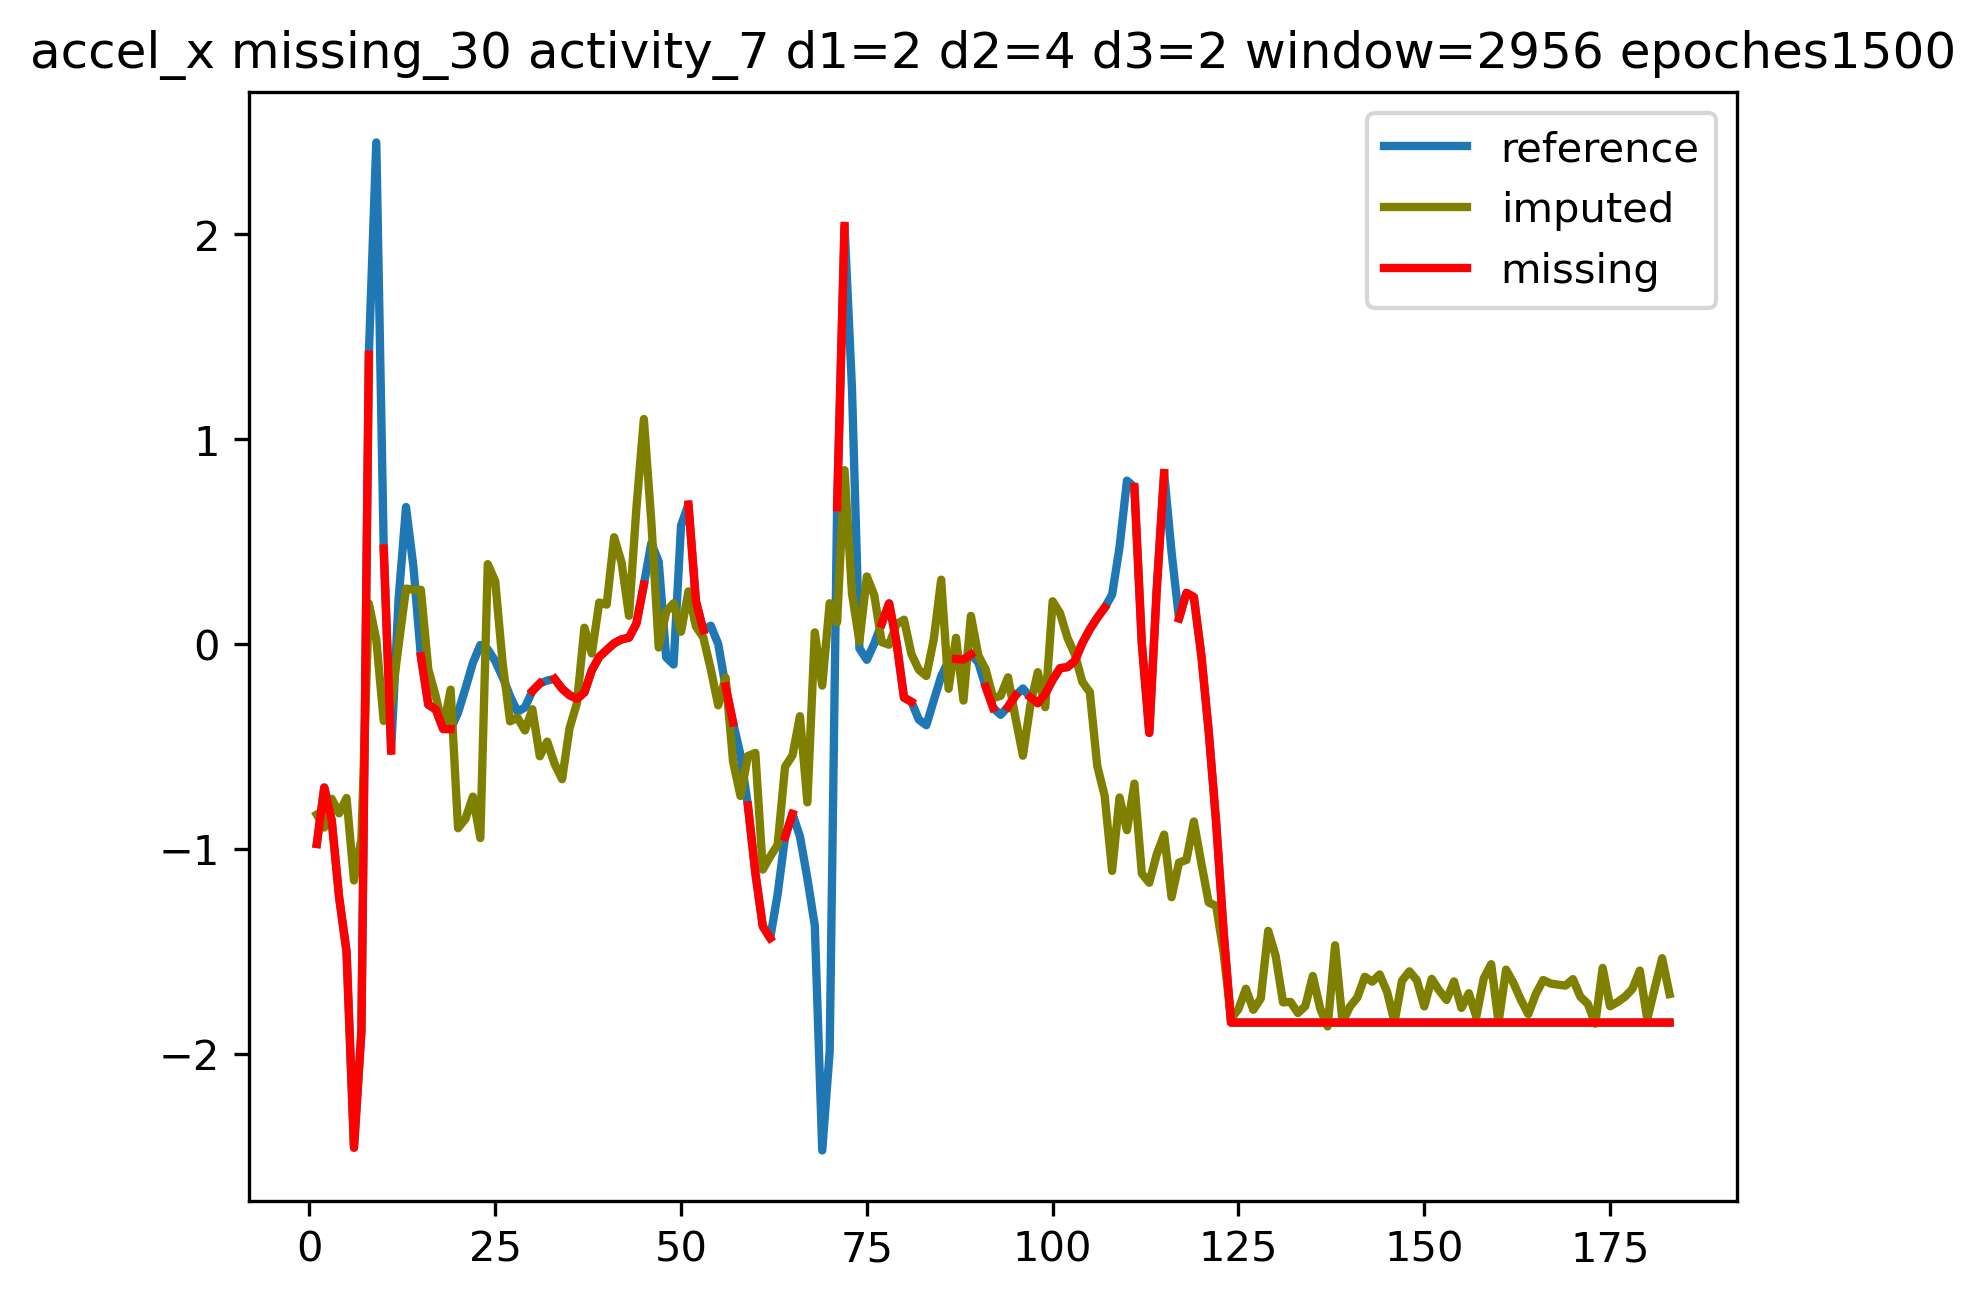 accel_x missing_30 activity_7 d1=2 d2=4 d3=2 window=2956 epoches1500
reference
imputed
missing
2
1
0
−1
−2
0 25 50 75 100 125 150 175